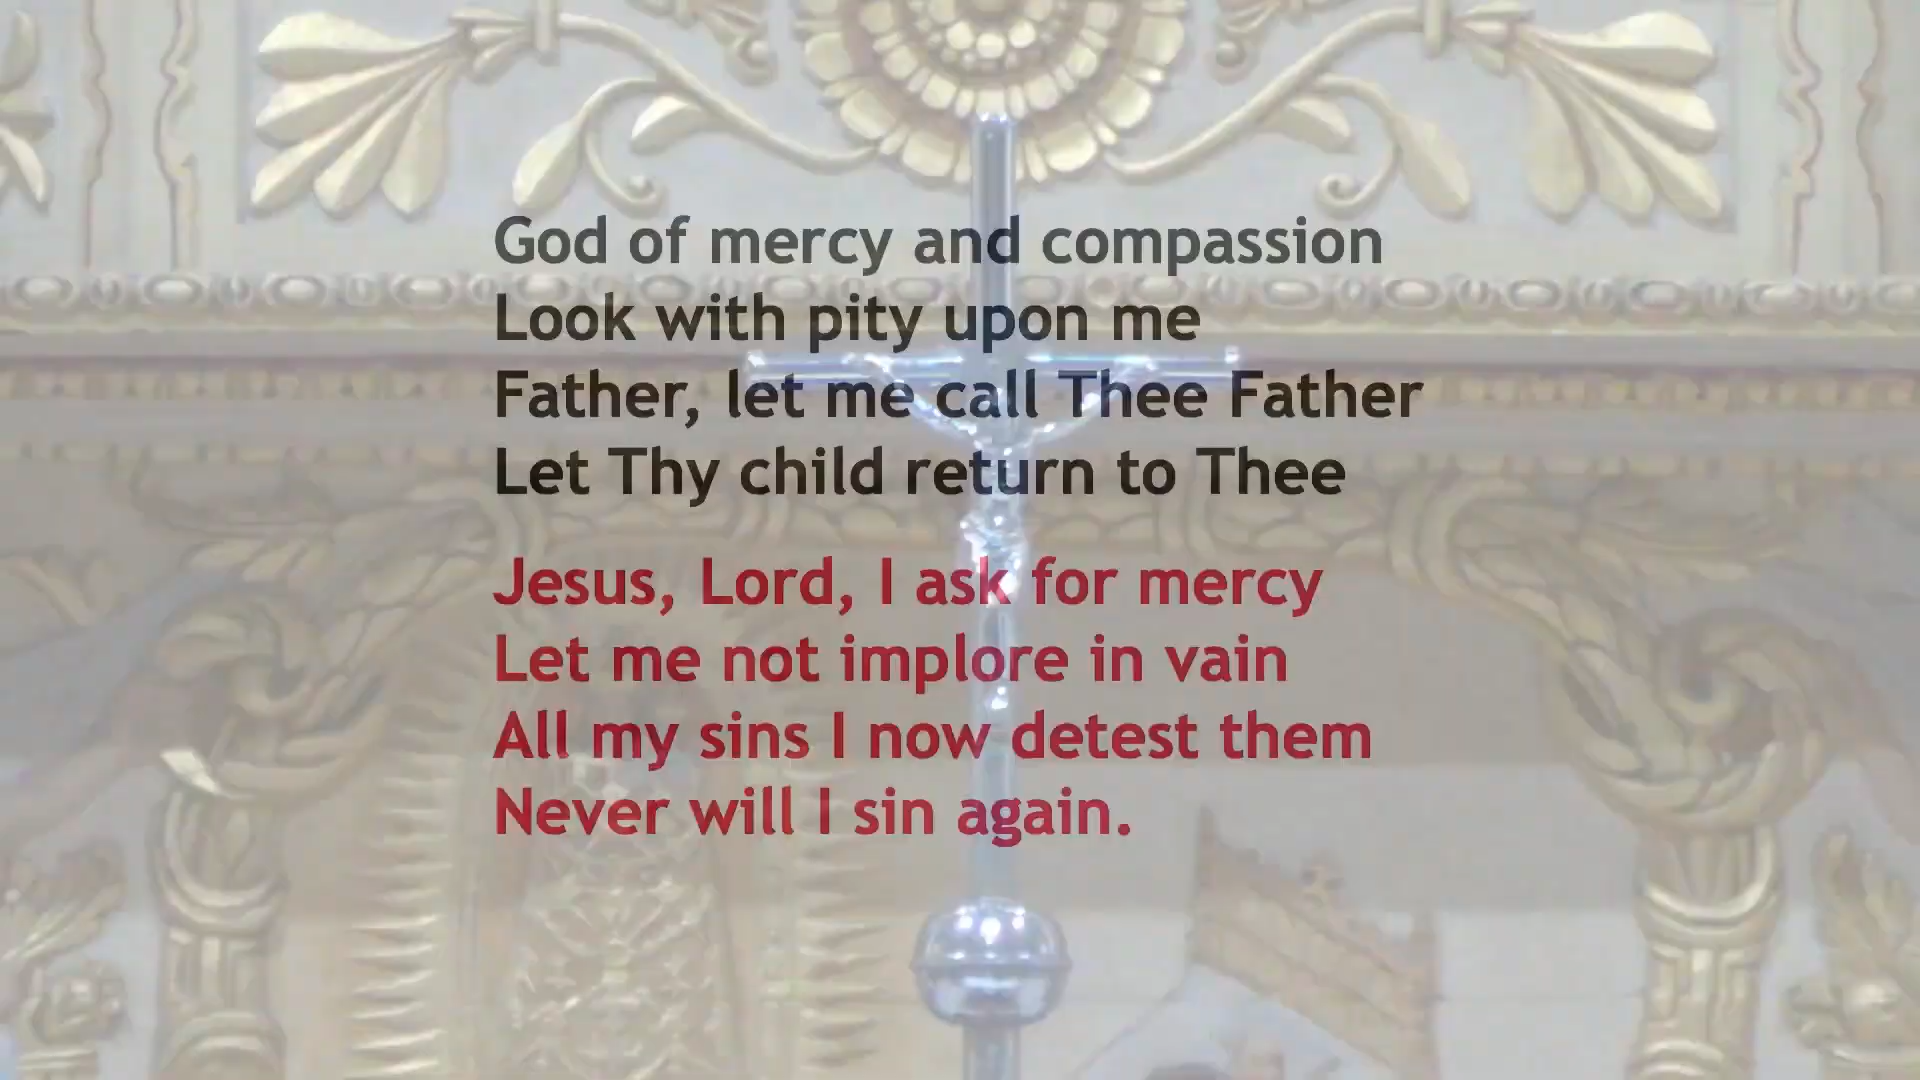 God of mercy and compassion
Look with pity upon me
Father, let me call Thee Father
Let Thy child return to Thee
Jesus, Lord, I ask for mercy
Let me not implore in vain
All my sins I now detest them
Never will I sin again.